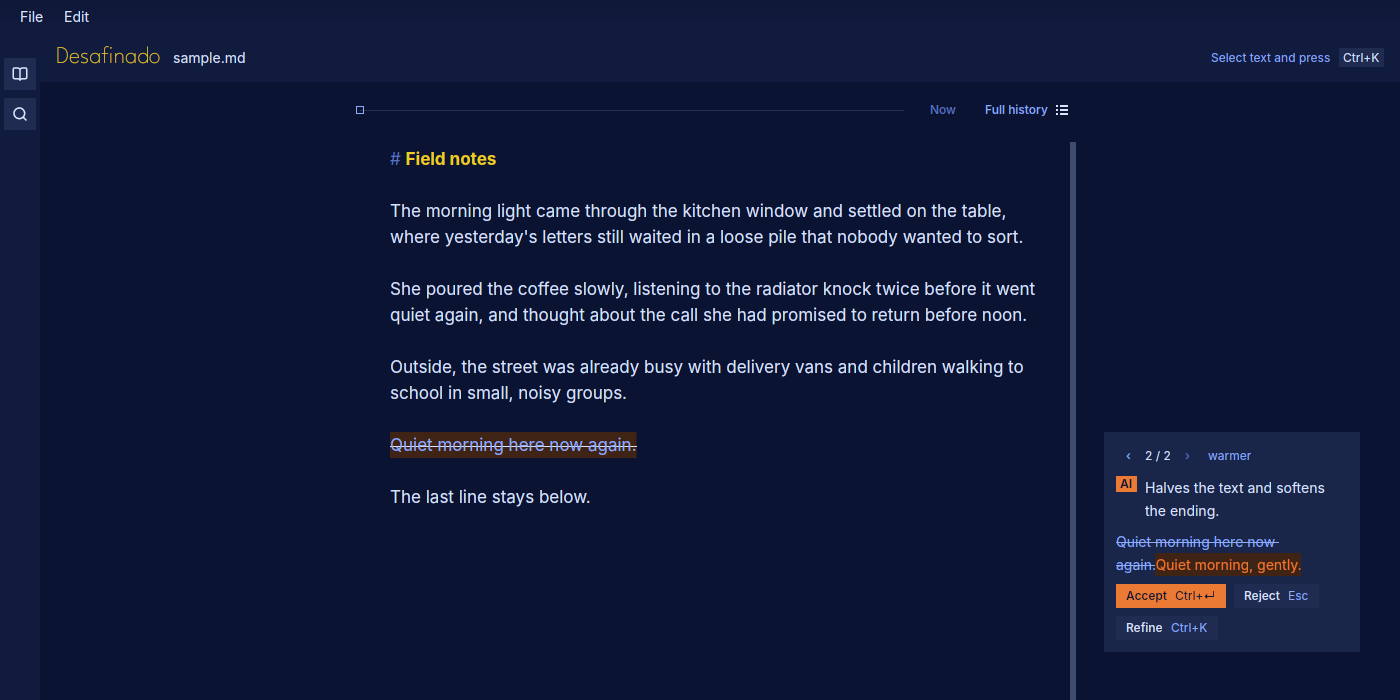 File Edit
Desafinado sample.md Select text and press Ctrl+K
Now Full history
# Field notes
The morning light came through the kitchen window and settled on the table,
where yesterday's letters still waited in a loose pile that nobody wanted to sort.
She poured the coffee slowly, listening to the radiator knock twice before it went
quiet again, and thought about the call she had promised to return before noon.
Outside, the street was already busy with delivery vans and children walking to
school in small, noisy groups.
Quiet morning here now again.
The last line stays below.
‹ 2 / 2 › warmer
AI Halves the text and softens
the ending.
Quiet morning here now
again.Quiet morning, gently.
Accept Ctrl+↵ Reject Esc
Refine Ctrl+K